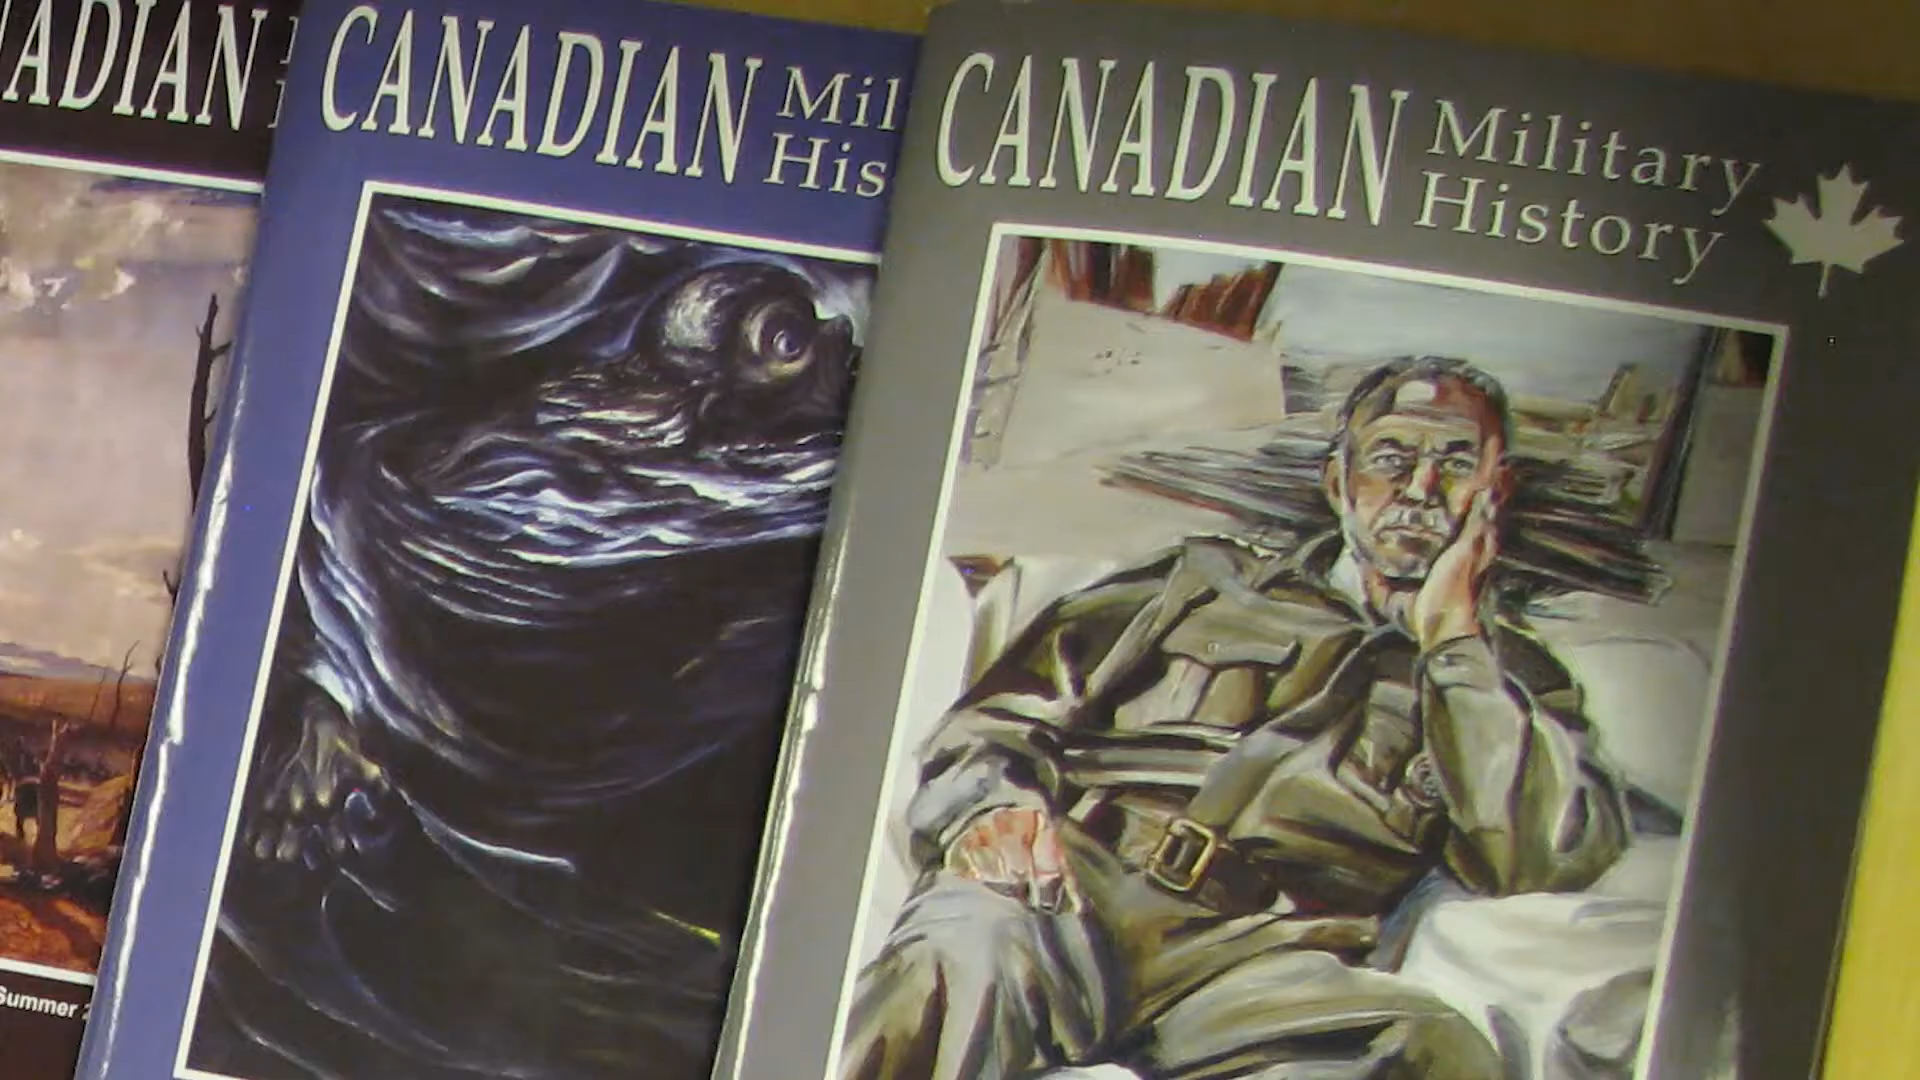 ADIAN
Summer
CANADIAN Mil
His
CANADIAN Military
History